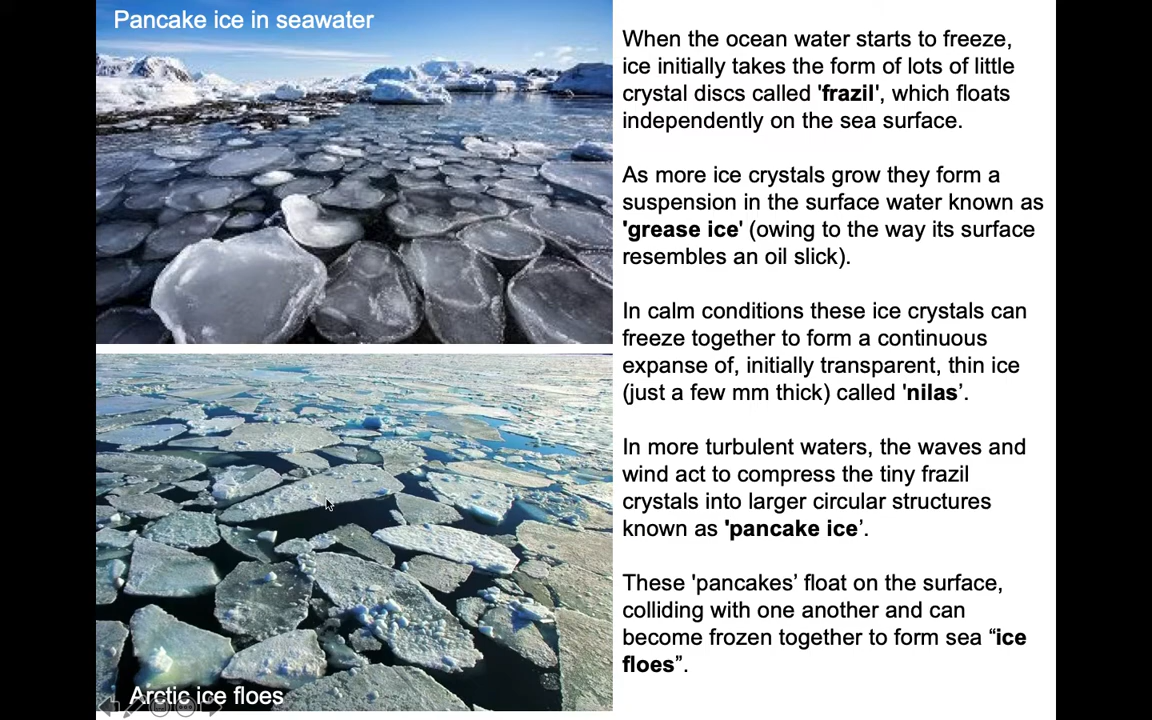 Pancake ice in seawater
When the ocean water starts to freeze,
ice initially takes the form of lots of little
crystal discs called 'frazil', which floats
independently on the sea surface.
As more ice crystals grow they form a
suspension in the surface water known as
'grease ice' (owing to the way its surface
resembles an oil slick).
In calm conditions these ice crystals can
freeze together to form a continuous
expanse of, initially transparent, thin ice
(just a few mm thick) called 'nilas’.
In more turbulent waters, the waves and
wind act to compress the tiny frazil
crystals into larger circular structures
known as 'pancake ice’.
These 'pancakes’ float on the surface,
colliding with one another and can
become frozen together to form sea “ice
floes”.
Arctic ice floes